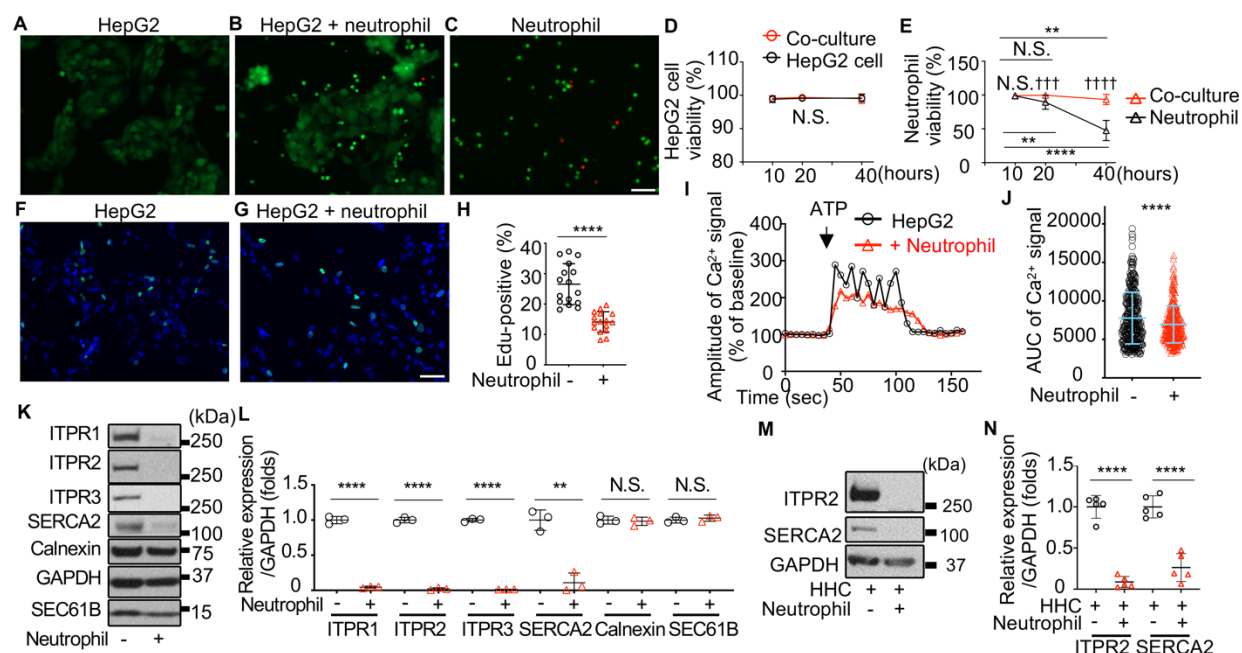 A HepG2
B HepG2 + neutrophil
C Neutrophil
D
HepG2 cell
viability (%)
100
90
80
Co-culture
HepG2 cell
N.S.
10 20 40 (hours)
E
Neutrophil
viability (%)
100
50
0
**
N.S.
N.S. ††† ††††
**
****
Co-culture
Neutrophil
10 20 40 (hours)
F HepG2
G HepG2 + neutrophil
H
Edu-positive (%)
40
30
20
10
0
****
Neutrophil - +
I
Amplitude of Ca²⁺ signal
(% of baseline)
400
300
200
100
0
ATP
HepG2
+ Neutrophil
0 50 100 150
Time (sec)
J
AUC of Ca²⁺ signal
20000
15000
10000
5000
0
****
Neutrophil - +
K
(kDa)
ITPR1 250
ITPR2 250
ITPR3 250
SERCA2 100
Calnexin 75
GAPDH 37
SEC61B 15
Neutrophil - +
L
Relative expression
/GAPDH (folds)
1.5
1.0
0.5
0
**** **** **** ** N.S. N.S.
Neutrophil - + - + - + - + - + - +
ITPR1 ITPR2 ITPR3 SERCA2 Calnexin SEC61B
M
(kDa)
ITPR2 250
SERCA2 100
GAPDH 37
HHC + +
Neutrophil - +
N
Relative expression
/GAPDH (folds)
1.5
1.0
0.5
0
**** ****
HHC + + + +
Neutrophil - + - +
ITPR2 SERCA2